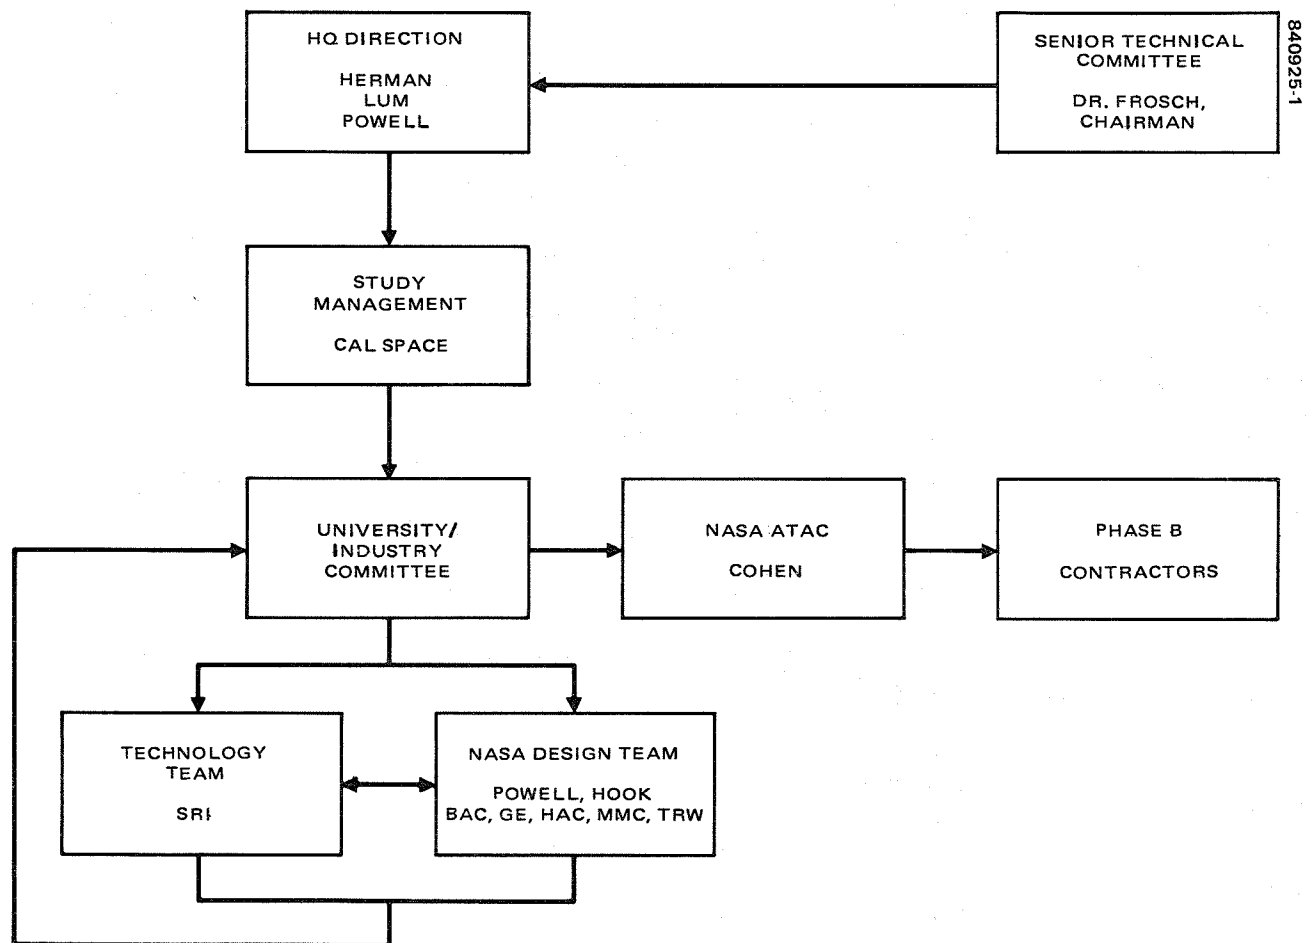 HQ DIRECTION
HERMAN
LUM
POWELL
SENIOR TECHNICAL
COMMITTEE
DR. FROSCH,
CHAIRMAN
840925-1
STUDY
MANAGEMENT
CAL SPACE
UNIVERSITY/
INDUSTRY
COMMITTEE
NASA ATAC
COHEN
PHASE B
CONTRACTORS
TECHNOLOGY
TEAM
SRI
NASA DESIGN TEAM
POWELL, HOOK
BAC, GE, HAC, MMC, TRW